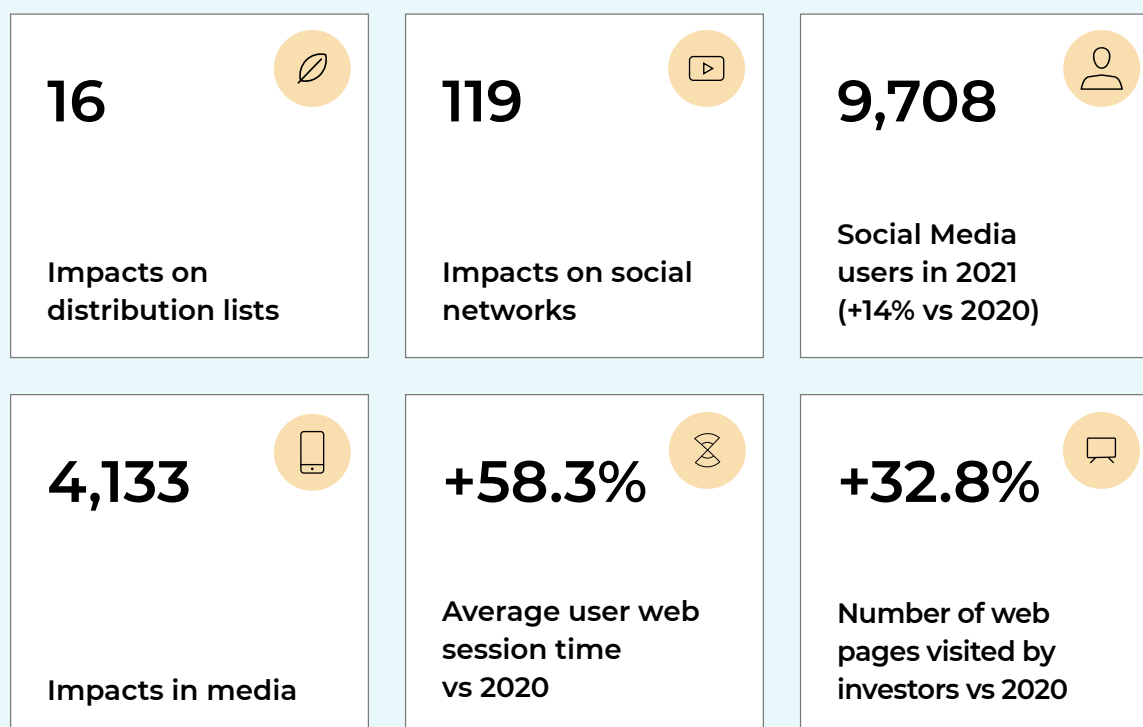 16
Impacts on
distribution lists
119
Impacts on social
networks
9,708
Social Media
users in 2021
(+14% vs 2020)
4,133
Impacts in media
+58.3%
Average user web
session time
vs 2020
+32.8%
Number of web
pages visited by
investors vs 2020